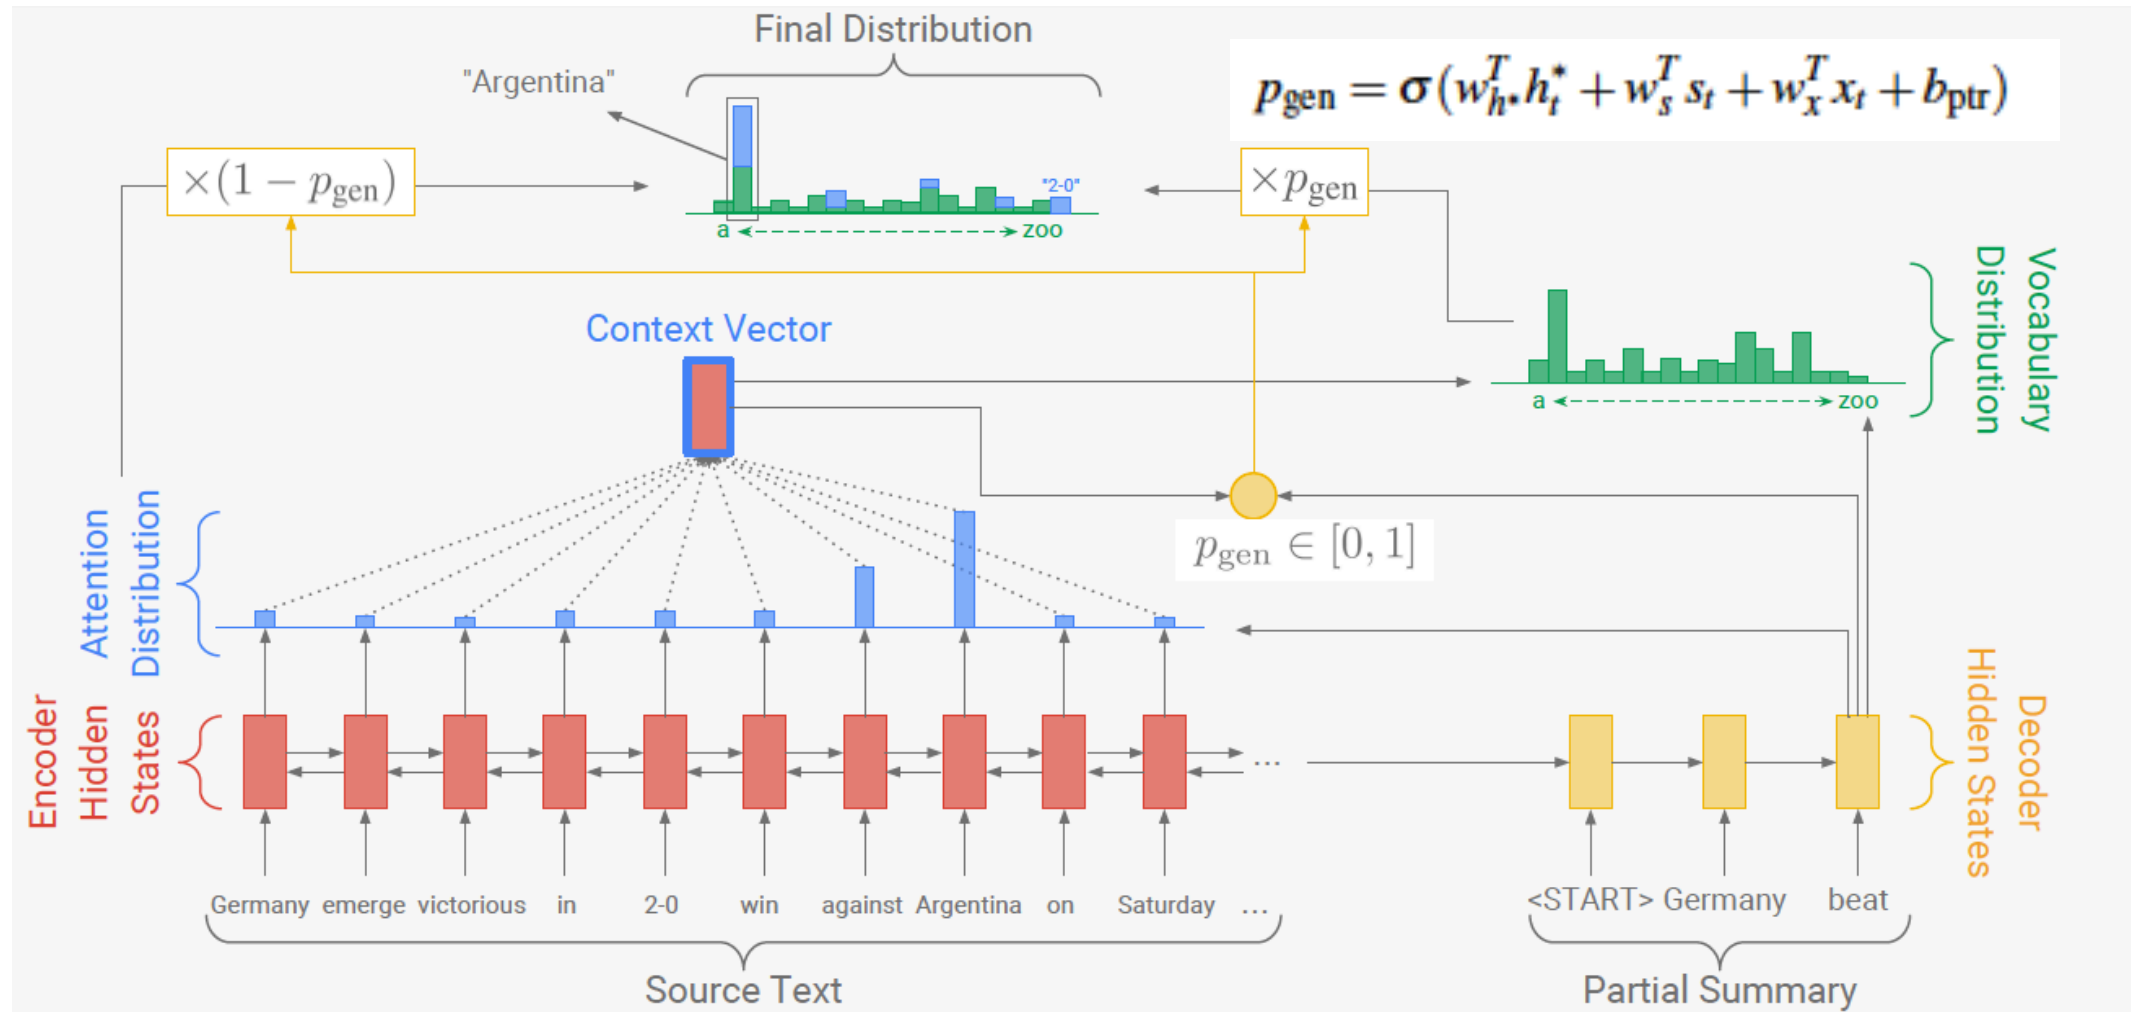 Final Distribution
"Argentina"
p_gen = σ(w_{h*}^T h_t^* + w_s^T s_t + w_x^T x_t + b_ptr)
×(1 − p_gen)
×p_gen
"2-0"
a
zoo
Context Vector
Vocabulary
Distribution
a
zoo
Attention
Distribution
p_gen ∈ [0, 1]
Encoder
Hidden
States
...
Decoder
Hidden States
Germany emerge victorious in 2-0 win against Argentina on Saturday ...
<START> Germany beat
Source Text
Partial Summary